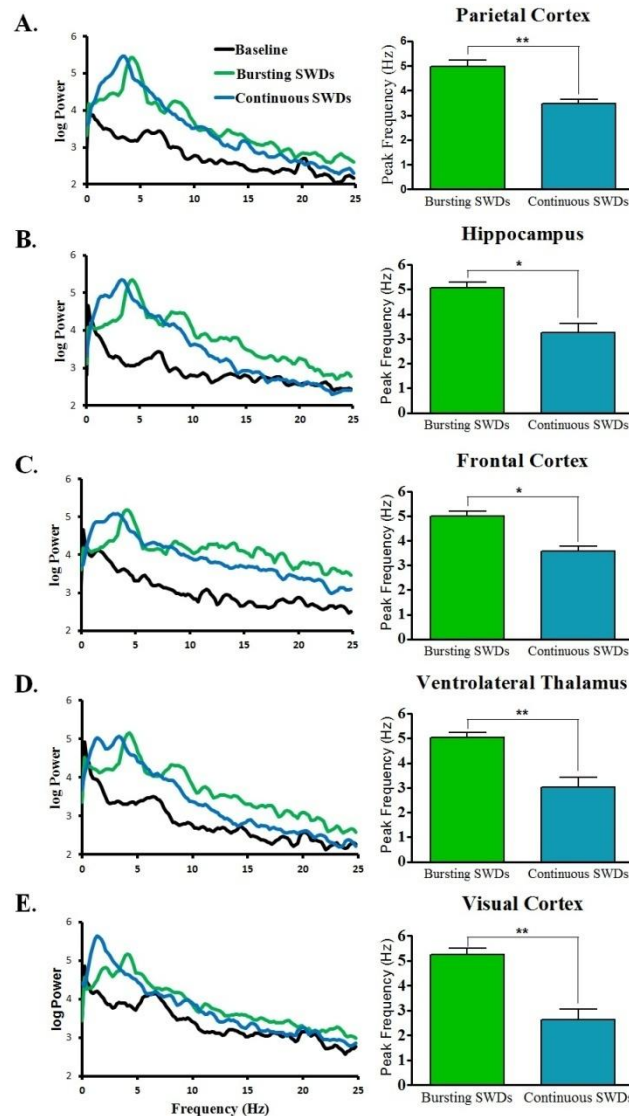 A.
log Power
6
5
4
3
2
0 5 10 15 20 25
Baseline
Bursting SWDs
Continuous SWDs
Parietal Cortex
Peak Frequency (Hz)
6
5
4
3
2
1
0
**
Bursting SWDs Continuous SWDs
B.
log Power
6
5
4
3
2
0 5 10 15 20 25
Hippocampus
Peak Frequency (Hz)
6
5
4
3
2
1
0
*
Bursting SWDs Continuous SWDs
C.
log Power
6
5
4
3
2
0 5 10 15 20 25
Frontal Cortex
Peak Frequency (Hz)
6
5
4
3
2
1
0
*
Bursting SWDs Continuous SWDs
D.
log Power
6
5
4
3
2
0 5 10 15 20 25
Ventrolateral Thalamus
Peak Frequency (Hz)
6
5
4
3
2
1
0
**
Bursting SWDs Continuous SWDs
E.
log Power
6
5
4
3
2
1
0 5 10 15 20 25
Frequency (Hz)
Visual Cortex
Peak Frequency (Hz)
6
5
4
3
2
1
0
**
Bursting SWDs Continuous SWDs